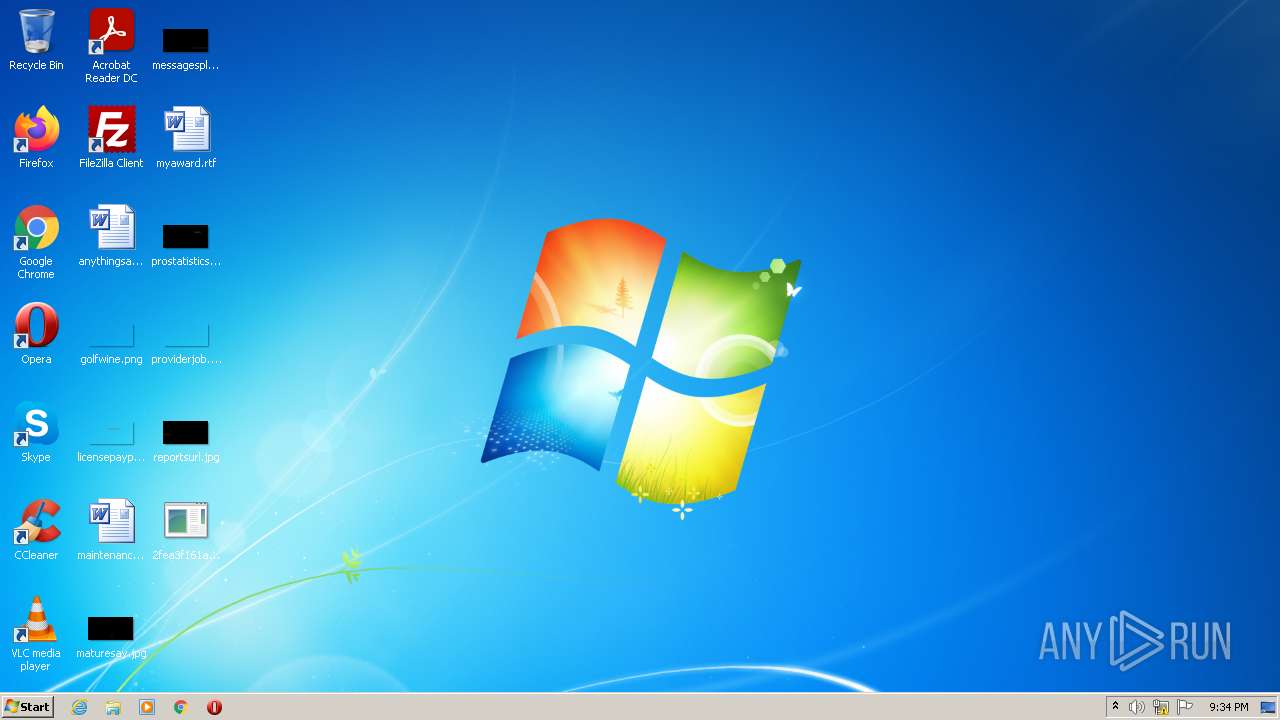 Recycle Bin
Acrobat
Reader DC
messagespl...
Firefox
FileZilla Client
myaward.rtf
Google
Chrome
anythingsa...
prostatistics...
Opera
golfwine.png
providerjob....
Skype
licensepayp...
reportsurl.jpg
CCleaner
maintenanc...
2fea3f161a...
VLC media
player
maturesay.jpg
ANY RUN
Start
9:34 PM